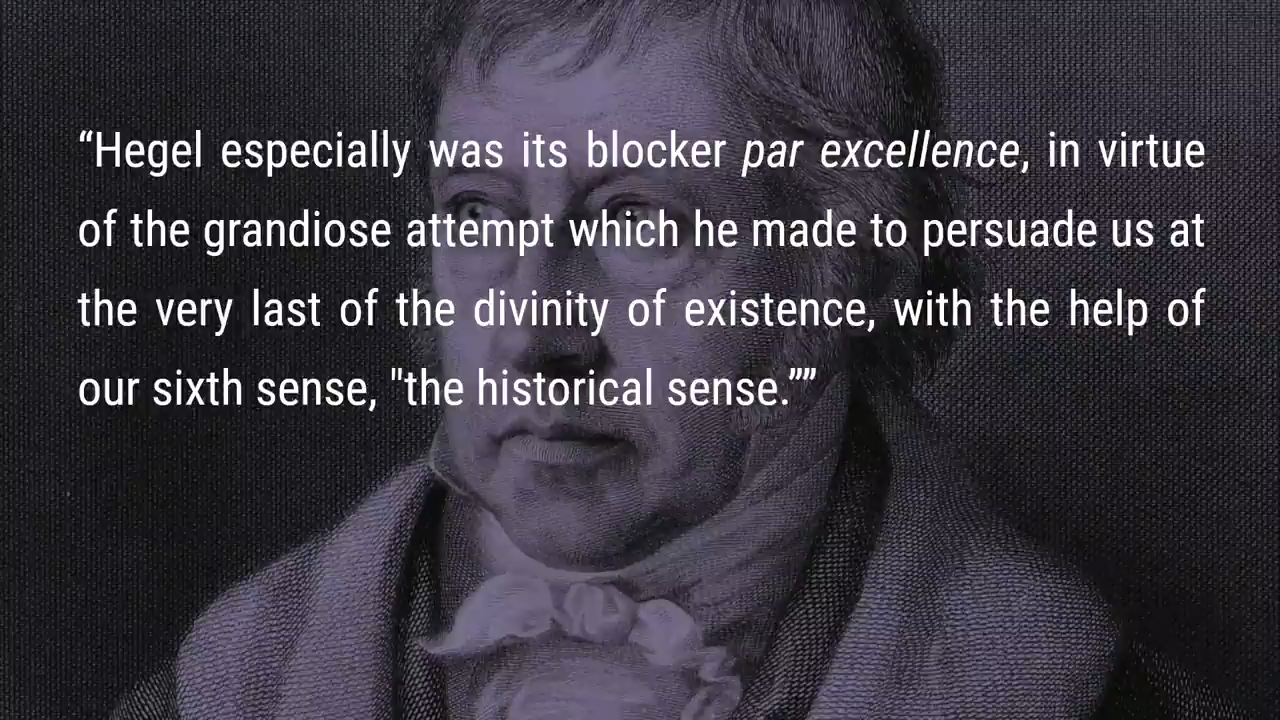 “Hegel especially was its blocker par excellence, in virtue
of the grandiose attempt which he made to persuade us at
the very last of the divinity of existence, with the help of
our sixth sense, "the historical sense.””